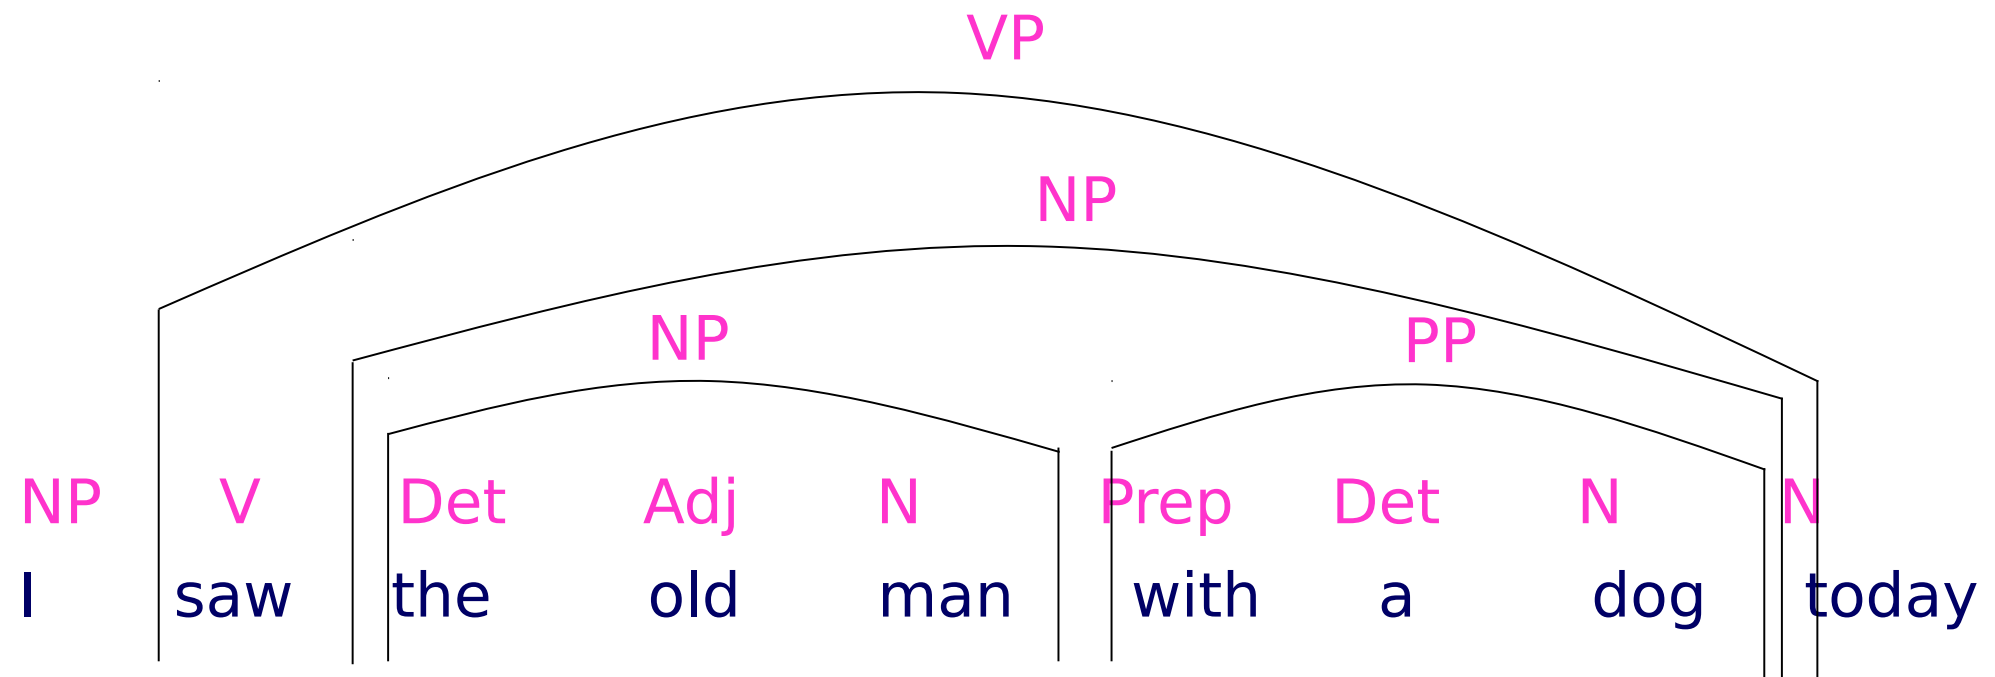 VP
NP
NP PP
NP V Det Adj N Prep Det N N
I saw the old man with a dog today